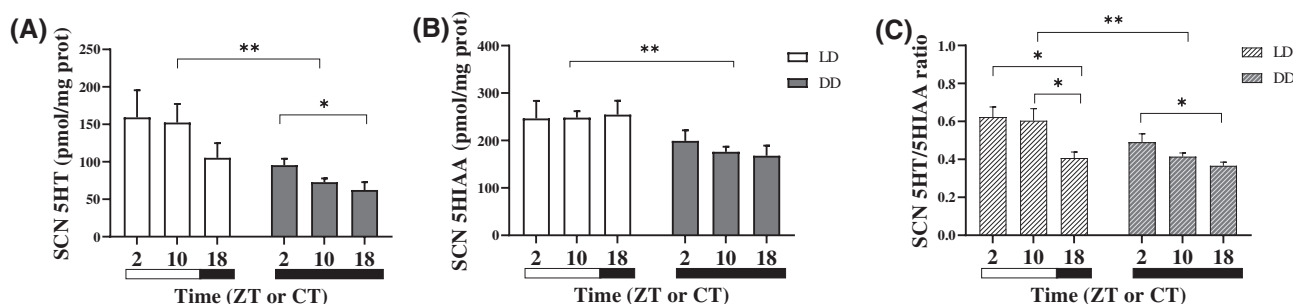 (A)
SCN 5HT (pmol/mg prot)
250
200
150
100
50
0
**
*
LD
DD
2 10 18 2 10 18
Time (ZT or CT)
(B)
SCN 5HIAA (pmol/mg prot)
400
300
200
100
0
**
LD
DD
2 10 18 2 10 18
Time (ZT or CT)
(C)
SCN 5HT/5HIAA ratio
1.0
0.8
0.6
0.4
0.2
0.0
**
*
*
*
LD
DD
2 10 18 2 10 18
Time (ZT or CT)